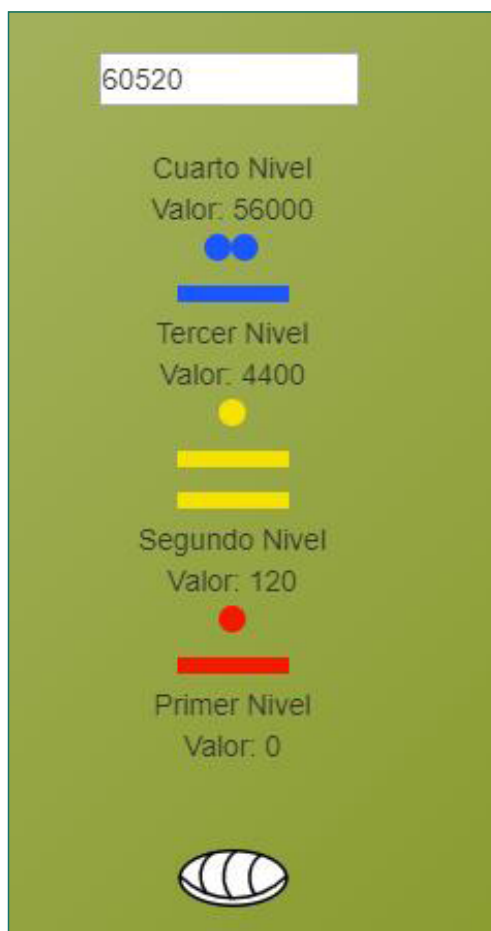 60520
Cuarto Nivel
Valor: 56000
Tercer Nivel
Valor: 4400
Segundo Nivel
Valor: 120
Primer Nivel
Valor: 0